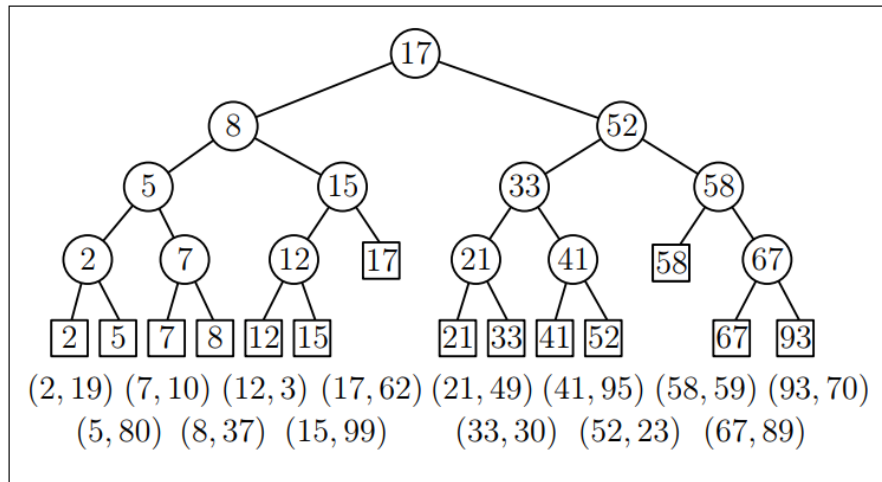 17
8 52
5 15 33 58
2 7 12 17 21 41 58 67
2 5 7 8 12 15 21 33 41 52 67 93
(2, 19) (7, 10) (12, 3) (17, 62) (21, 49) (41, 95) (58, 59) (93, 70)
(5, 80) (8, 37) (15, 99) (33, 30) (52, 23) (67, 89)